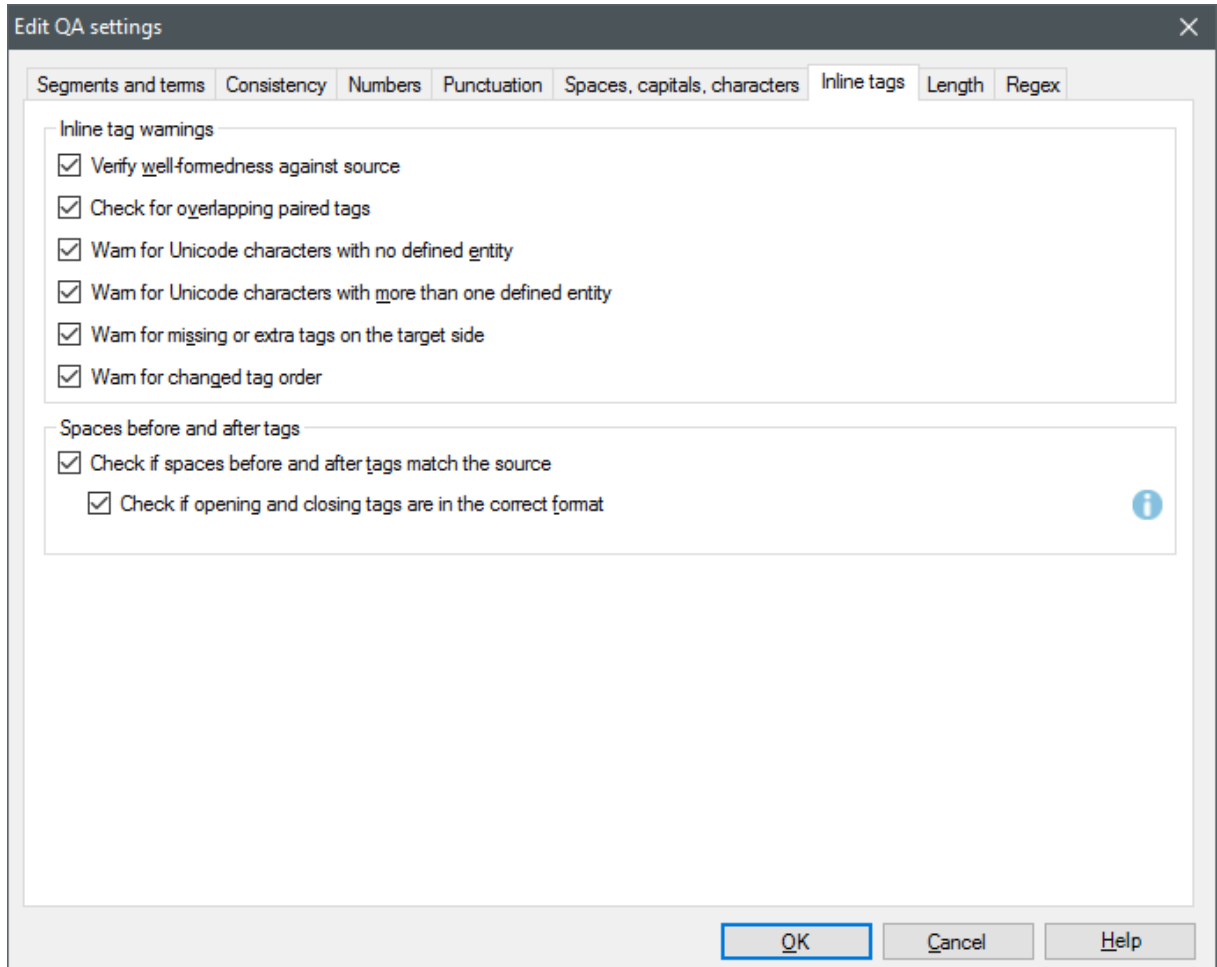 Edit QA settings
Segments and terms Consistency Numbers Punctuation Spaces, capitals, characters Inline tags Length Regex
Inline tag warnings
Verify well-formedness against source
Check for overlapping paired tags
Warn for Unicode characters with no defined entity
Warn for Unicode characters with more than one defined entity
Warn for missing or extra tags on the target side
Warn for changed tag order
Spaces before and after tags
Check if spaces before and after tags match the source
Check if opening and closing tags are in the correct format
OK Cancel Help